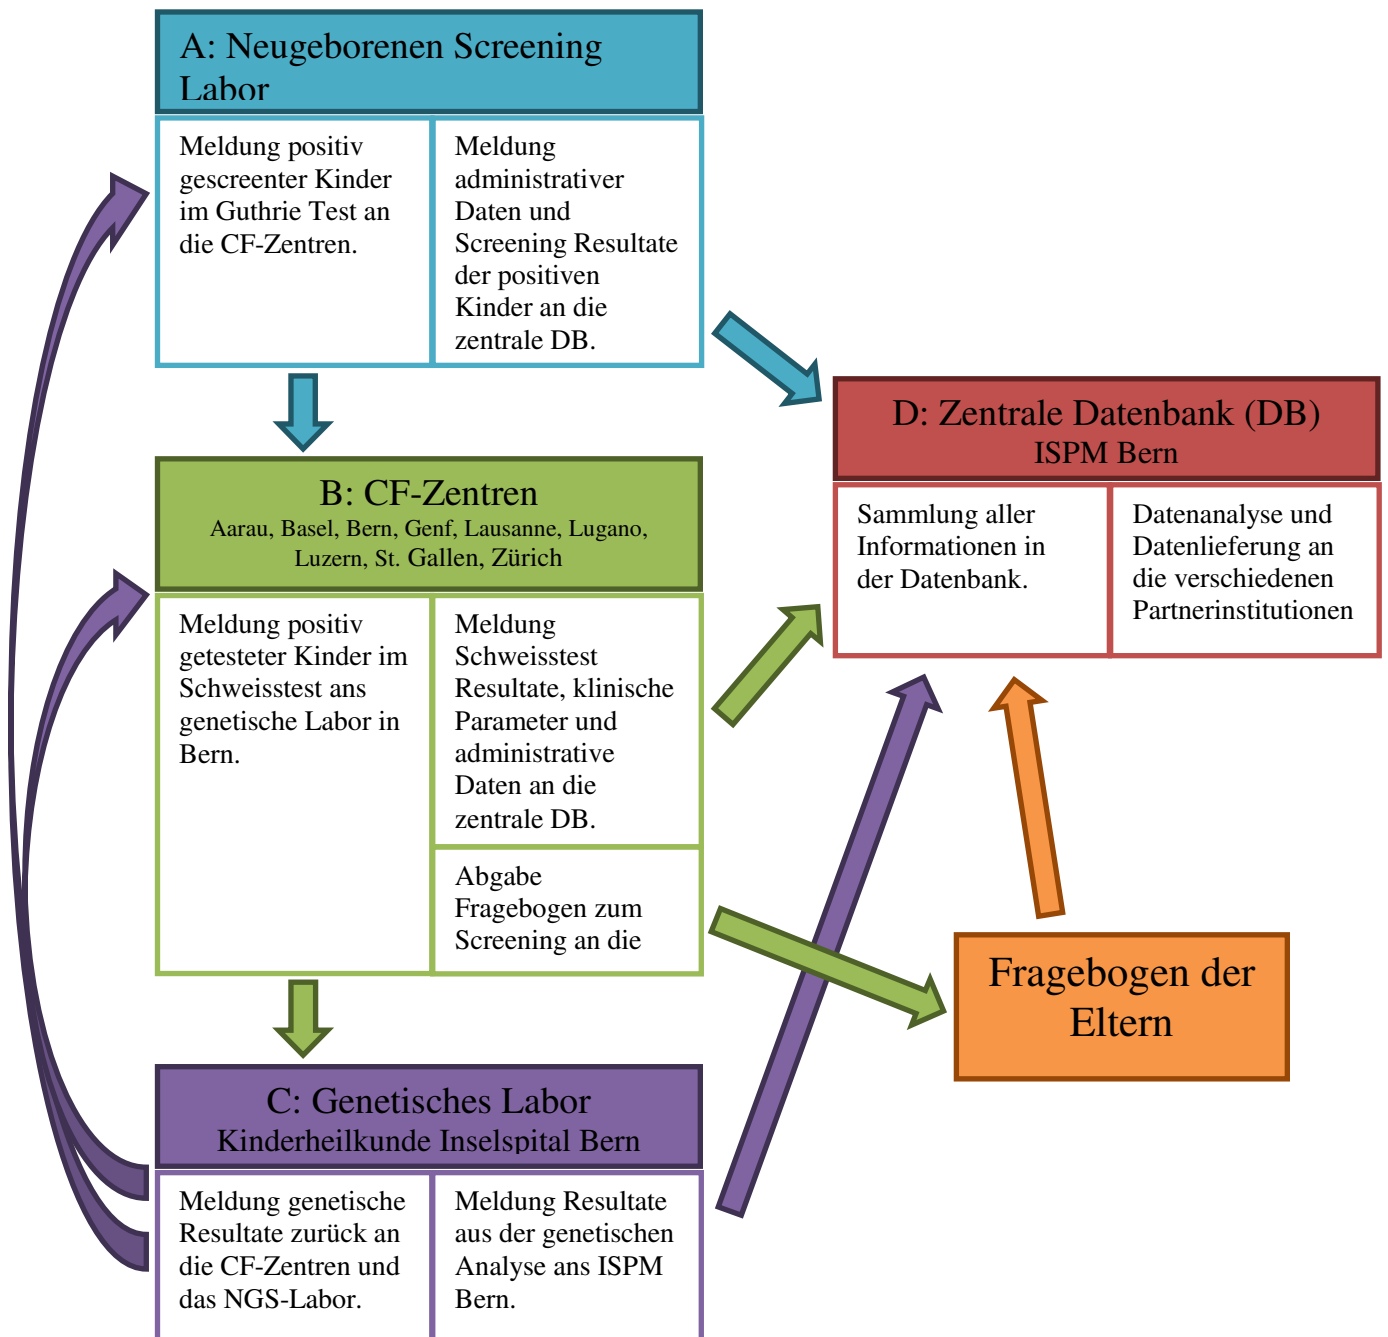 A: Neugeborenen Screening
Labor
Meldung positiv
gescreenter Kinder
im Guthrie Test an
die CF-Zentren.
Meldung
administrativer
Daten und
Screening Resultate
der positiven
Kinder an die
zentrale DB.
D: Zentrale Datenbank (DB)
ISPM Bern
Sammlung aller
Informationen in
der Datenbank.
Datenanalyse und
Datenlieferung an
die verschiedenen
Partnerinstitutionen
B: CF-Zentren
Aarau, Basel, Bern, Genf, Lausanne, Lugano,
Luzern, St. Gallen, Zürich
Meldung positiv
getesteter Kinder im
Schweisstest ans
genetische Labor in
Bern.
Meldung
Schweisstest
Resultate, klinische
Parameter und
administrative
Daten an die
zentrale DB.
Abgabe
Fragebogen zum
Screening an die
Fragebogen der
Eltern
C: Genetisches Labor
Kinderheilkunde Inselspital Bern
Meldung genetische
Resultate zurück an
die CF-Zentren und
das NGS-Labor.
Meldung Resultate
aus der genetischen
Analyse ans ISPM
Bern.